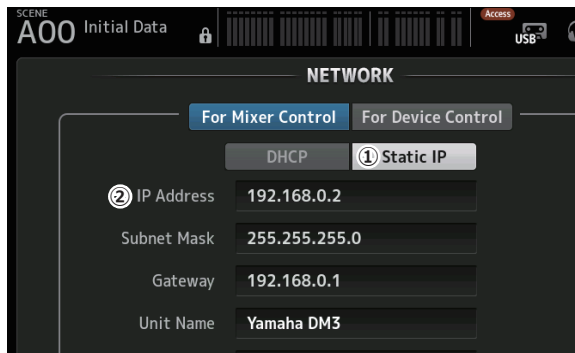 SCENE
A00 Initial Data
Access
USB
NETWORK
For Mixer Control For Device Control
DHCP ① Static IP
② IP Address 192.168.0.2
Subnet Mask 255.255.255.0
Gateway 192.168.0.1
Unit Name Yamaha DM3